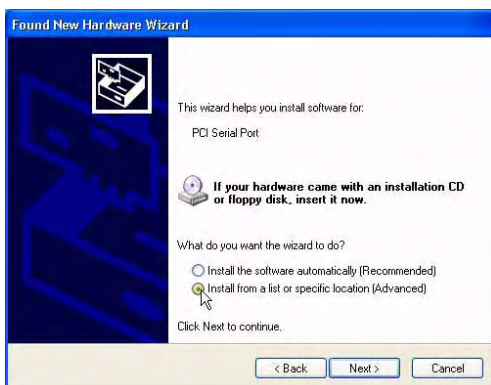 Found New Hardware Wizard
This wizard helps you install software for:
PCI Serial Port
If your hardware came with an installation CD
or floppy disk, insert it now.
What do you want the wizard to do?
Install the software automatically (Recommended)
Install from a list or specific location (Advanced)
Click Next to continue.
< Back Next > Cancel